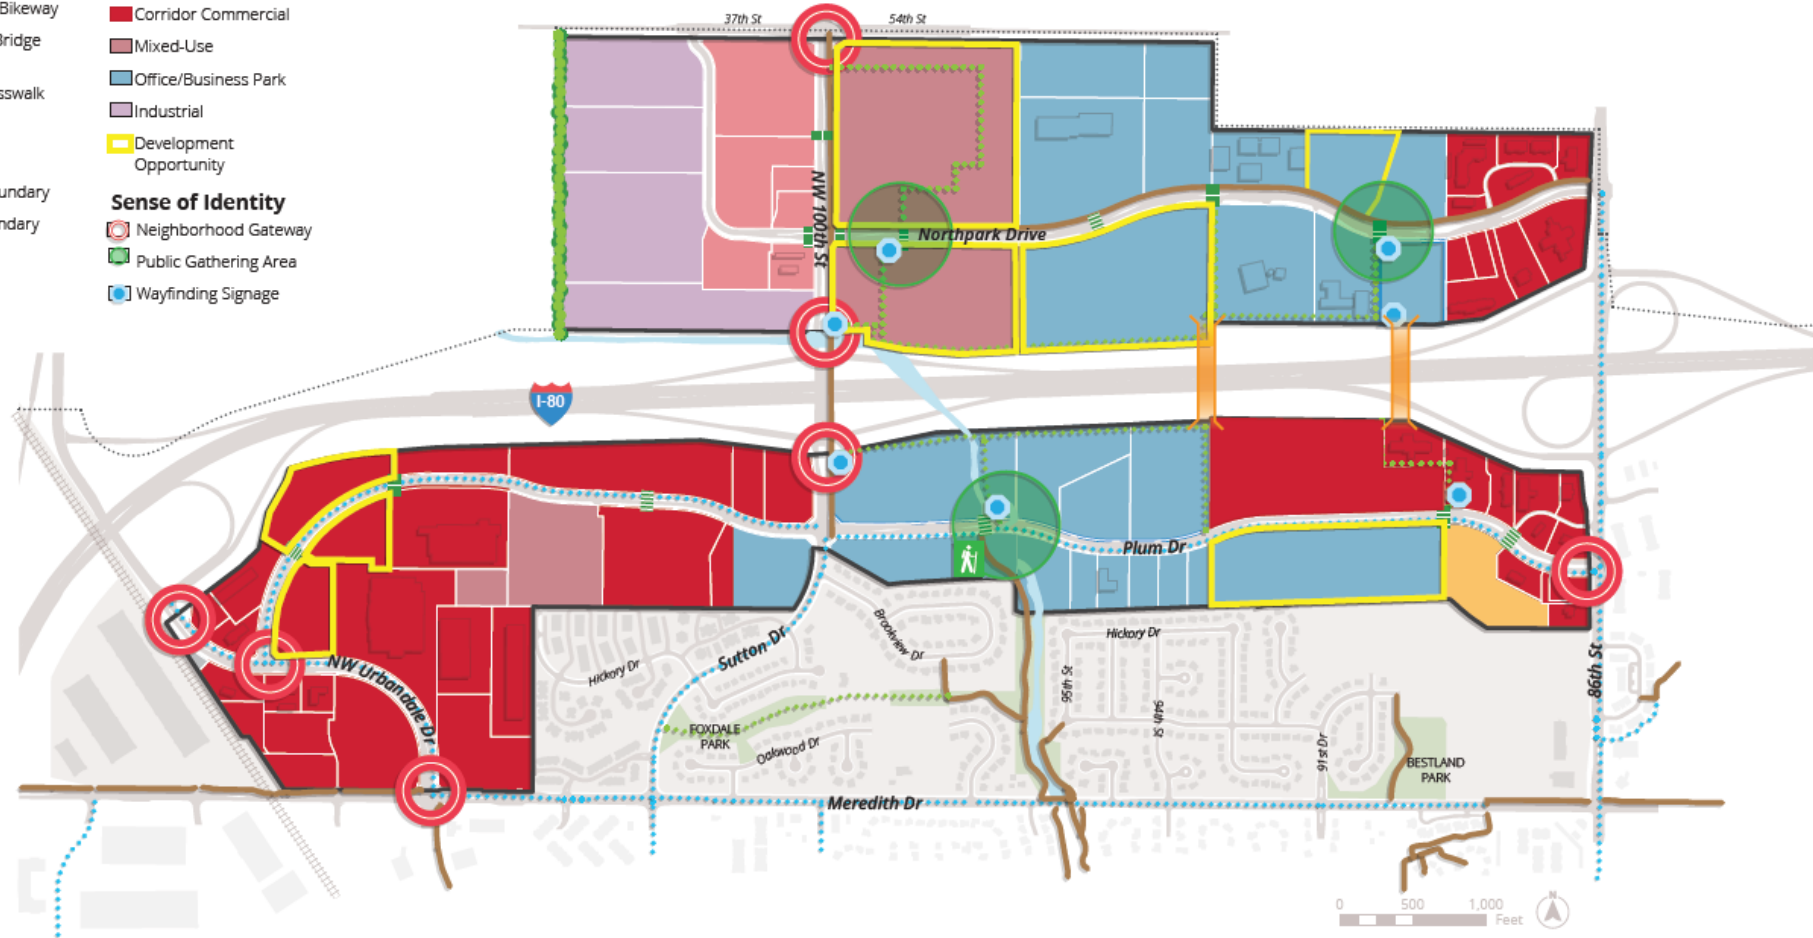 Bikeway
Bridge
sswalk
undary
ndary
Corridor Commercial
Mixed-Use
Office/Business Park
Industrial
Development
Opportunity
Sense of Identity
Neighborhood Gateway
Public Gathering Area
Wayfinding Signage
37th St
54th St
NW 100th St
Northpark Drive
I-80
Plum Dr
NW Urbandale Dr
Sutton Dr
Brookview Dr
Hickory Dr
Hickory Dr
95th St
94th St
86th St
FOXDALE
PARK
Oakwood Dr
91st Dr
BESTLAND
PARK
Meredith Dr
0 500 1,000
Feet
N